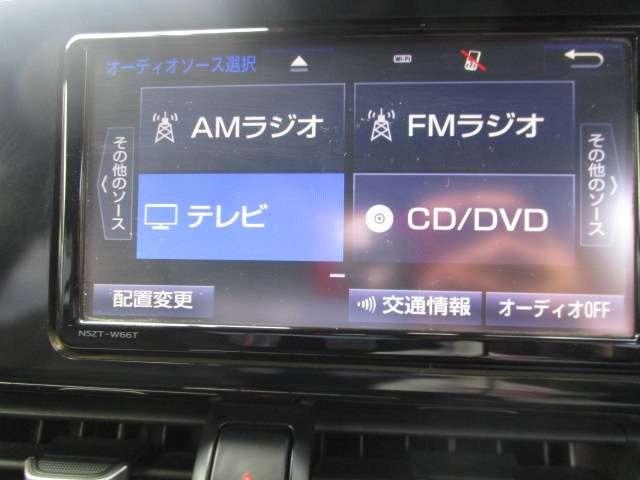 オーディオソース選択
Wi-Fi
AMラジオ
FMラジオ
その他のソース
テレビ
CD/DVD
その他のソース
配置変更
交通情報
オーディオOFF
NSZT-W66T